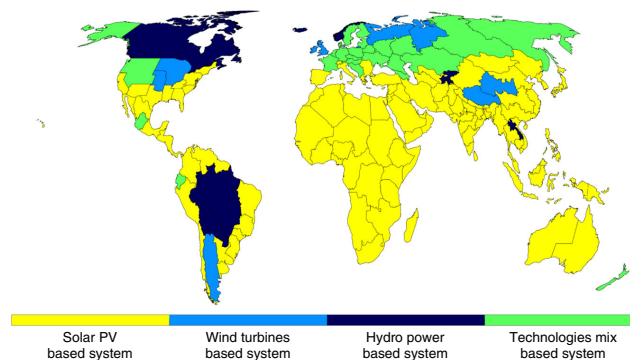 Solar PV
based system
Wind turbines
based system
Hydro power
based system
Technologies mix
based system